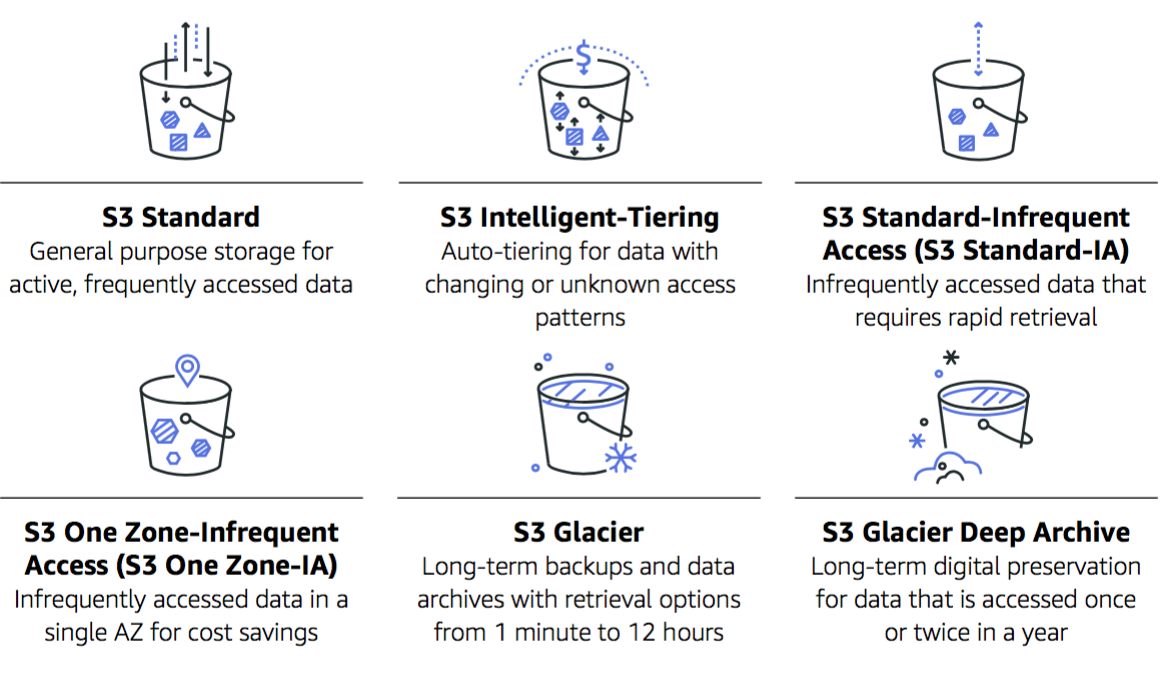 S3 Standard
General purpose storage for
active, frequently accessed data
S3 Intelligent-Tiering
Auto-tiering for data with
changing or unknown access
patterns
S3 Standard-Infrequent
Access (S3 Standard-IA)
Infrequently accessed data that
requires rapid retrieval
S3 One Zone-Infrequent
Access (S3 One Zone-IA)
Infrequently accessed data in a
single AZ for cost savings
S3 Glacier
Long-term backups and data
archives with retrieval options
from 1 minute to 12 hours
S3 Glacier Deep Archive
Long-term digital preservation
for data that is accessed once
or twice in a year